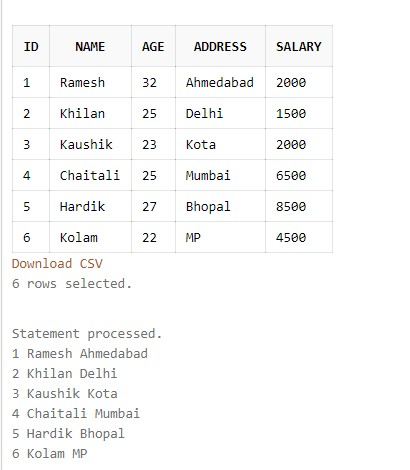 ID NAME AGE ADDRESS SALARY
1 Ramesh 32 Ahmedabad 2000
2 Khilan 25 Delhi 1500
3 Kaushik 23 Kota 2000
4 Chaitali 25 Mumbai 6500
5 Hardik 27 Bhopal 8500
6 Kolam 22 MP 4500
Download CSV
6 rows selected.
Statement processed.
1 Ramesh Ahmedabad
2 Khilan Delhi
3 Kaushik Kota
4 Chaitali Mumbai
5 Hardik Bhopal
6 Kolam MP